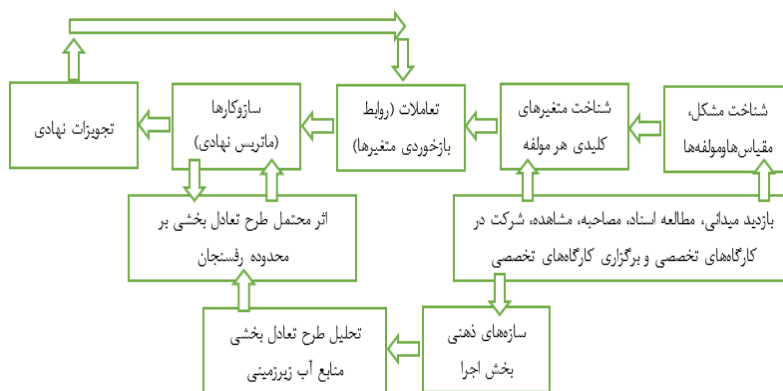 شناخت مشکل،
مقیاس‌هاومولفه‌ها
شناخت متغیرهای
کلیدی هر مولفه
تعاملات (روابط
بازخوردی متغیرها)
سازوکارها
(ماتریس نهادی)
تجویزات نهادی
بازدید میدانی، مطالعه اسناد، مصاحبه، مشاهده، شرکت در
کارگاه‌های تخصصی و برگزاری کارگاه‌های تخصصی
اثر محتمل طرح تعادل بخشی بر
محدوده رفسنجان
سازه‌های ذهنی
بخش اجرا
تحلیل طرح تعادل بخشی
منابع آب زیرزمینی